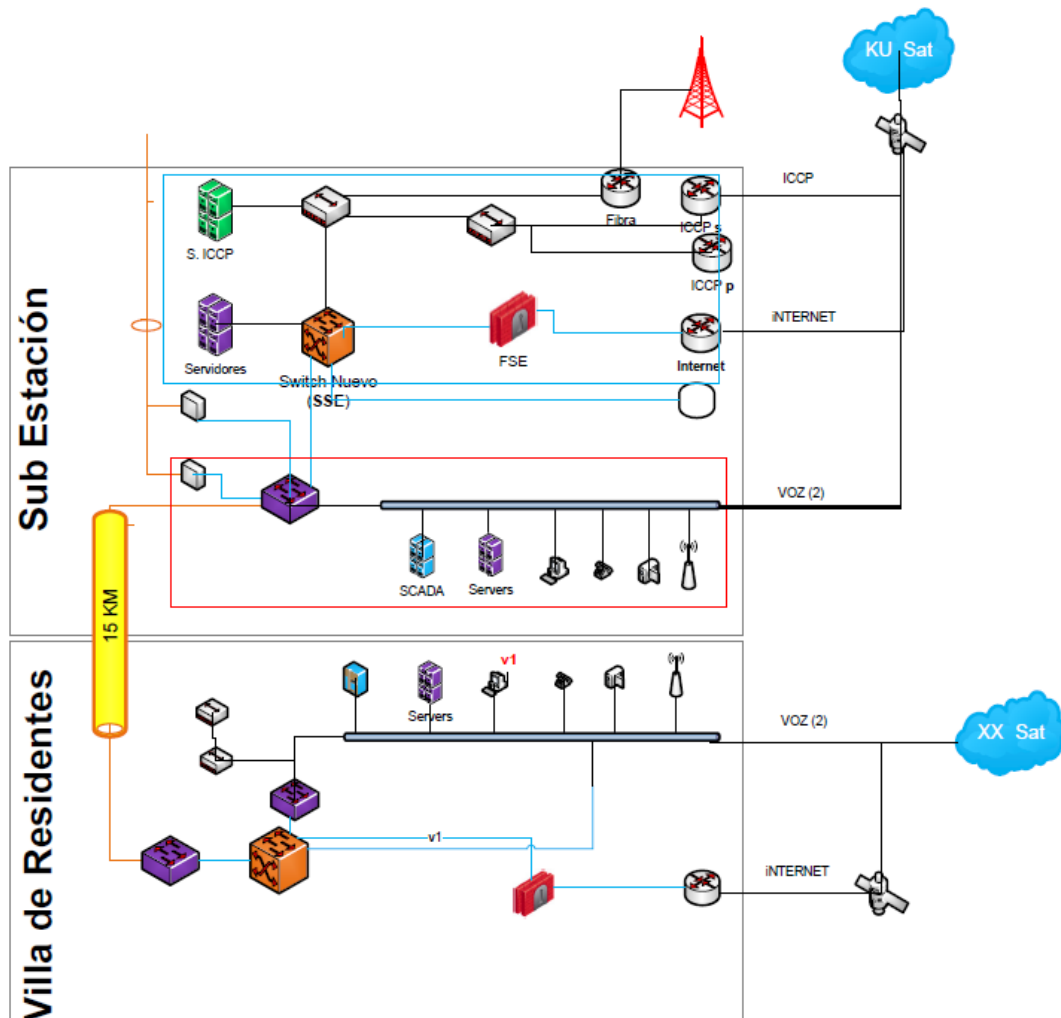 KU Sat
Sub Estación
S. ICCP
Fibra
ICCP s
ICCP
ICCP p
Servidores
Switch Nuevo
(SSE)
FSE
Internet
iNTERNET
VOZ (2)
SCADA
Servers
15 KM
Villa de Residentes
v1
Servers
VOZ (2)
XX Sat
v1
iNTERNET